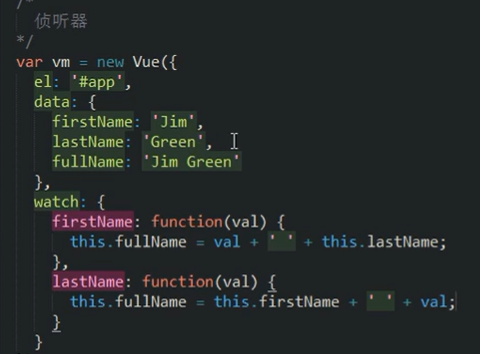 /*
  侦听器
*/
var vm = new Vue({
  el: '#app',
  data: {
    firstName: 'Jim',
    lastName: 'Green',
    fullName: 'Jim Green'
  },
  watch: {
    firstName: function(val) {
      this.fullName = val + ' ' + this.lastName;
    },
    lastName: function(val) {
      this.fullName = this.firstName + ' ' + val;
    }
  }